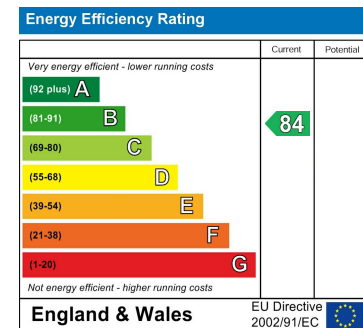 Energy Efficiency Rating
Current Potential
Very energy efficient - lower running costs
(92 plus) A
(81-91) B
84
(69-80) C
(55-68) D
(39-54) E
(21-38) F
(1-20) G
Not energy efficient - higher running costs
England & Wales
EU Directive
2002/91/EC